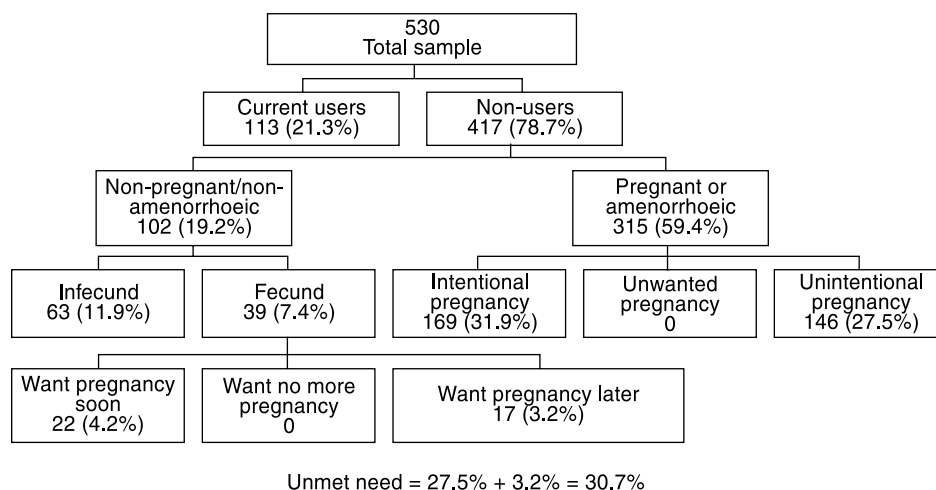 530
Total sample
Current users
113 (21.3%)
Non-users
417 (78.7%)
Non-pregnant/non-
amenorrhoeic
102 (19.2%)
Pregnant or
amenorrhoeic
315 (59.4%)
Infecund
63 (11.9%)
Fecund
39 (7.4%)
Intentional
pregnancy
169 (31.9%)
Unwanted
pregnancy
0
Unintentional
pregnancy
146 (27.5%)
Want pregnancy
soon
22 (4.2%)
Want no more
pregnancy
0
Want pregnancy later
17 (3.2%)
Unmet need = 27.5% + 3.2% = 30.7%